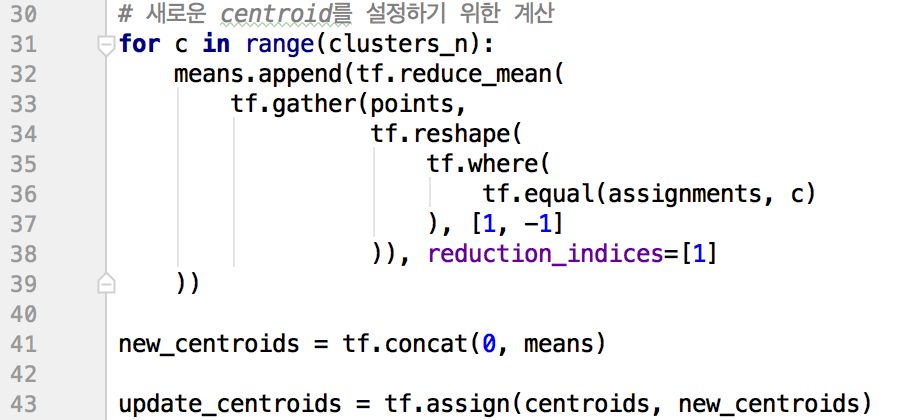 30 # 새로운 centroid를 설정하기 위한 계산
31 for c in range(clusters_n):
32     means.append(tf.reduce_mean(
33         tf.gather(points,
34                   tf.reshape(
35                       tf.where(
36                           tf.equal(assignments, c)
37                       ), [1, -1]
38                   )), reduction_indices=[1]
39     ))
40
41 new_centroids = tf.concat(0, means)
42
43 update_centroids = tf.assign(centroids, new_centroids)